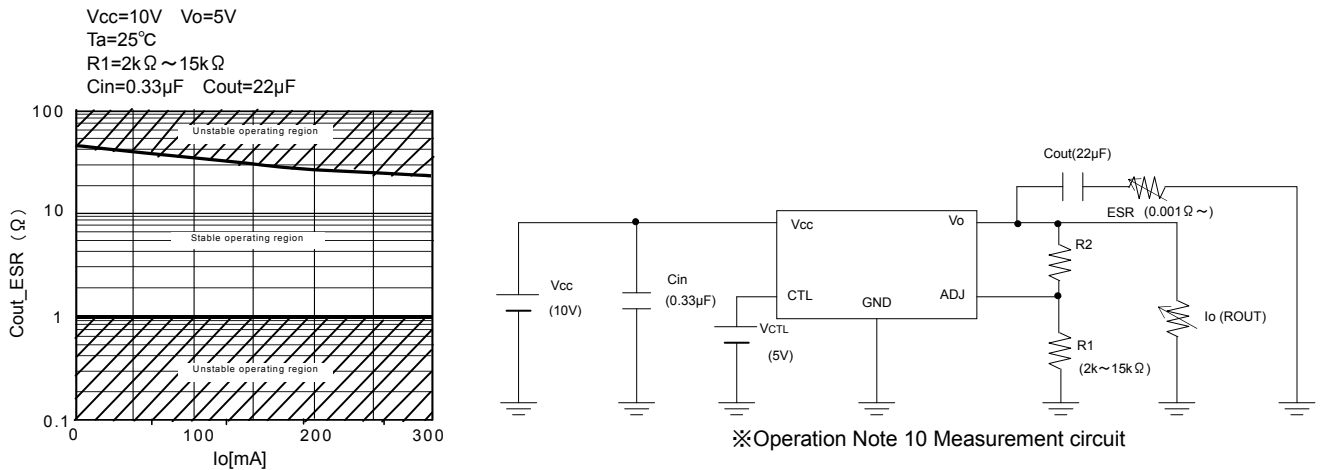 Vcc=10V Vo=5V
Ta=25℃
R1=2kΩ～15kΩ
Cin=0.33μF Cout=22μF
100
Unstable operating region
10
Stable operating region
1
Unstable operating region
0.1
0
100
200
300
Cout_ESR (Ω)
Io[mA]
Cout(22μF)
ESR (0.001Ω～)
Vcc
Vo
R2
Vcc
(10V)
Cin
(0.33μF)
CTL
GND
ADJ
VCTL
(5V)
Io (ROUT)
R1
(2k～15kΩ)
※Operation Note 10 Measurement circuit